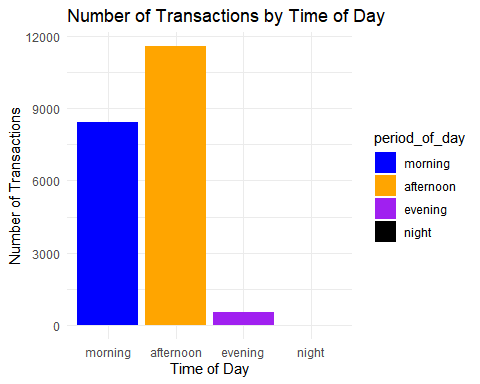 Number of Transactions by Time of Day
12000
9000
6000
3000
0
Number of Transactions
morning
afternoon
evening
night
Time of Day
period_of_day
morning
afternoon
evening
night